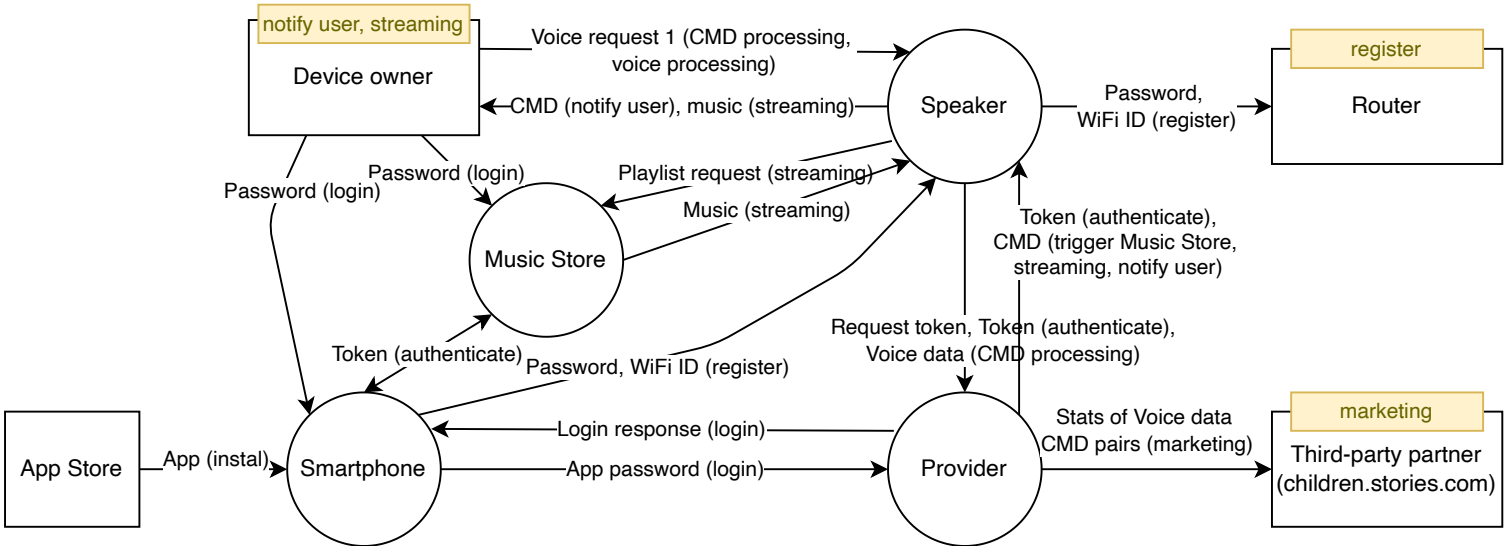 notify user, streaming
Device owner
Voice request 1 (CMD processing,
voice processing)
CMD (notify user), music (streaming)
Speaker
Password,
WiFi ID (register)
register
Router
Password (login)
Password (login)
Playlist request (streaming)
Music (streaming)
Music Store
Token (authenticate),
CMD (trigger Music Store,
streaming, notify user)
Request token, Token (authenticate),
Voice data (CMD processing)
Token (authenticate)
Password, WiFi ID (register)
App Store
App (instal)
Smartphone
Login response (login)
App password (login)
Provider
Stats of Voice data
CMD pairs (marketing)
marketing
Third-party partner
(children.stories.com)